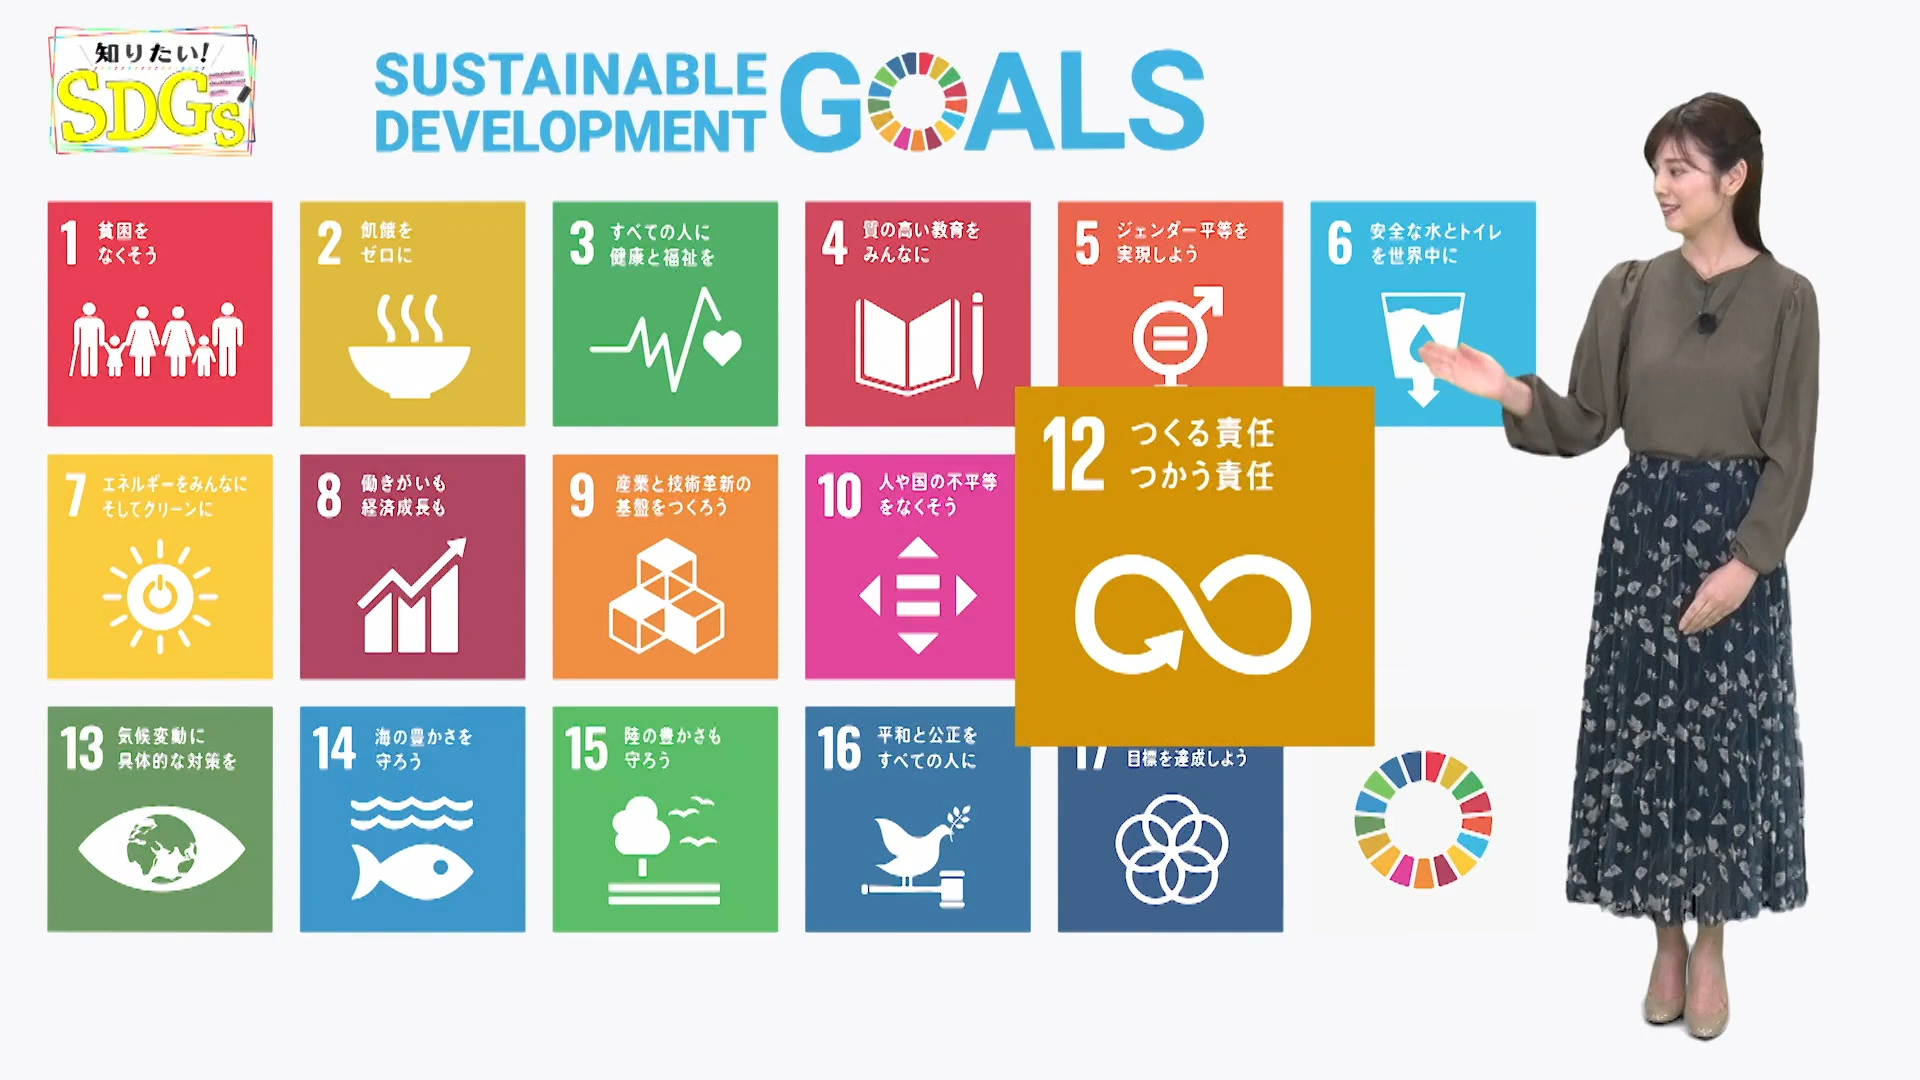 知りたい!
SDGs
SUSTAINABLE
DEVELOPMENT
GOALS
1 貧困を
なくそう
2 飢餓を
ゼロに
3 すべての人に
健康と福祉を
4 質の高い教育を
みんなに
5 ジェンダー平等を
実現しよう
6 安全な水とトイレ
を世界中に
7 エネルギーをみんなに
そしてクリーンに
8 働きがいも
経済成長も
9 産業と技術革新の
基盤をつくろう
10 人や国の不平等
をなくそう
12 つくる責任
つかう責任
13 気候変動に
具体的な対策を
14 海の豊かさを
守ろう
15 陸の豊かさも
守ろう
16 平和と公正を
すべての人に
17 目標を達成しよう